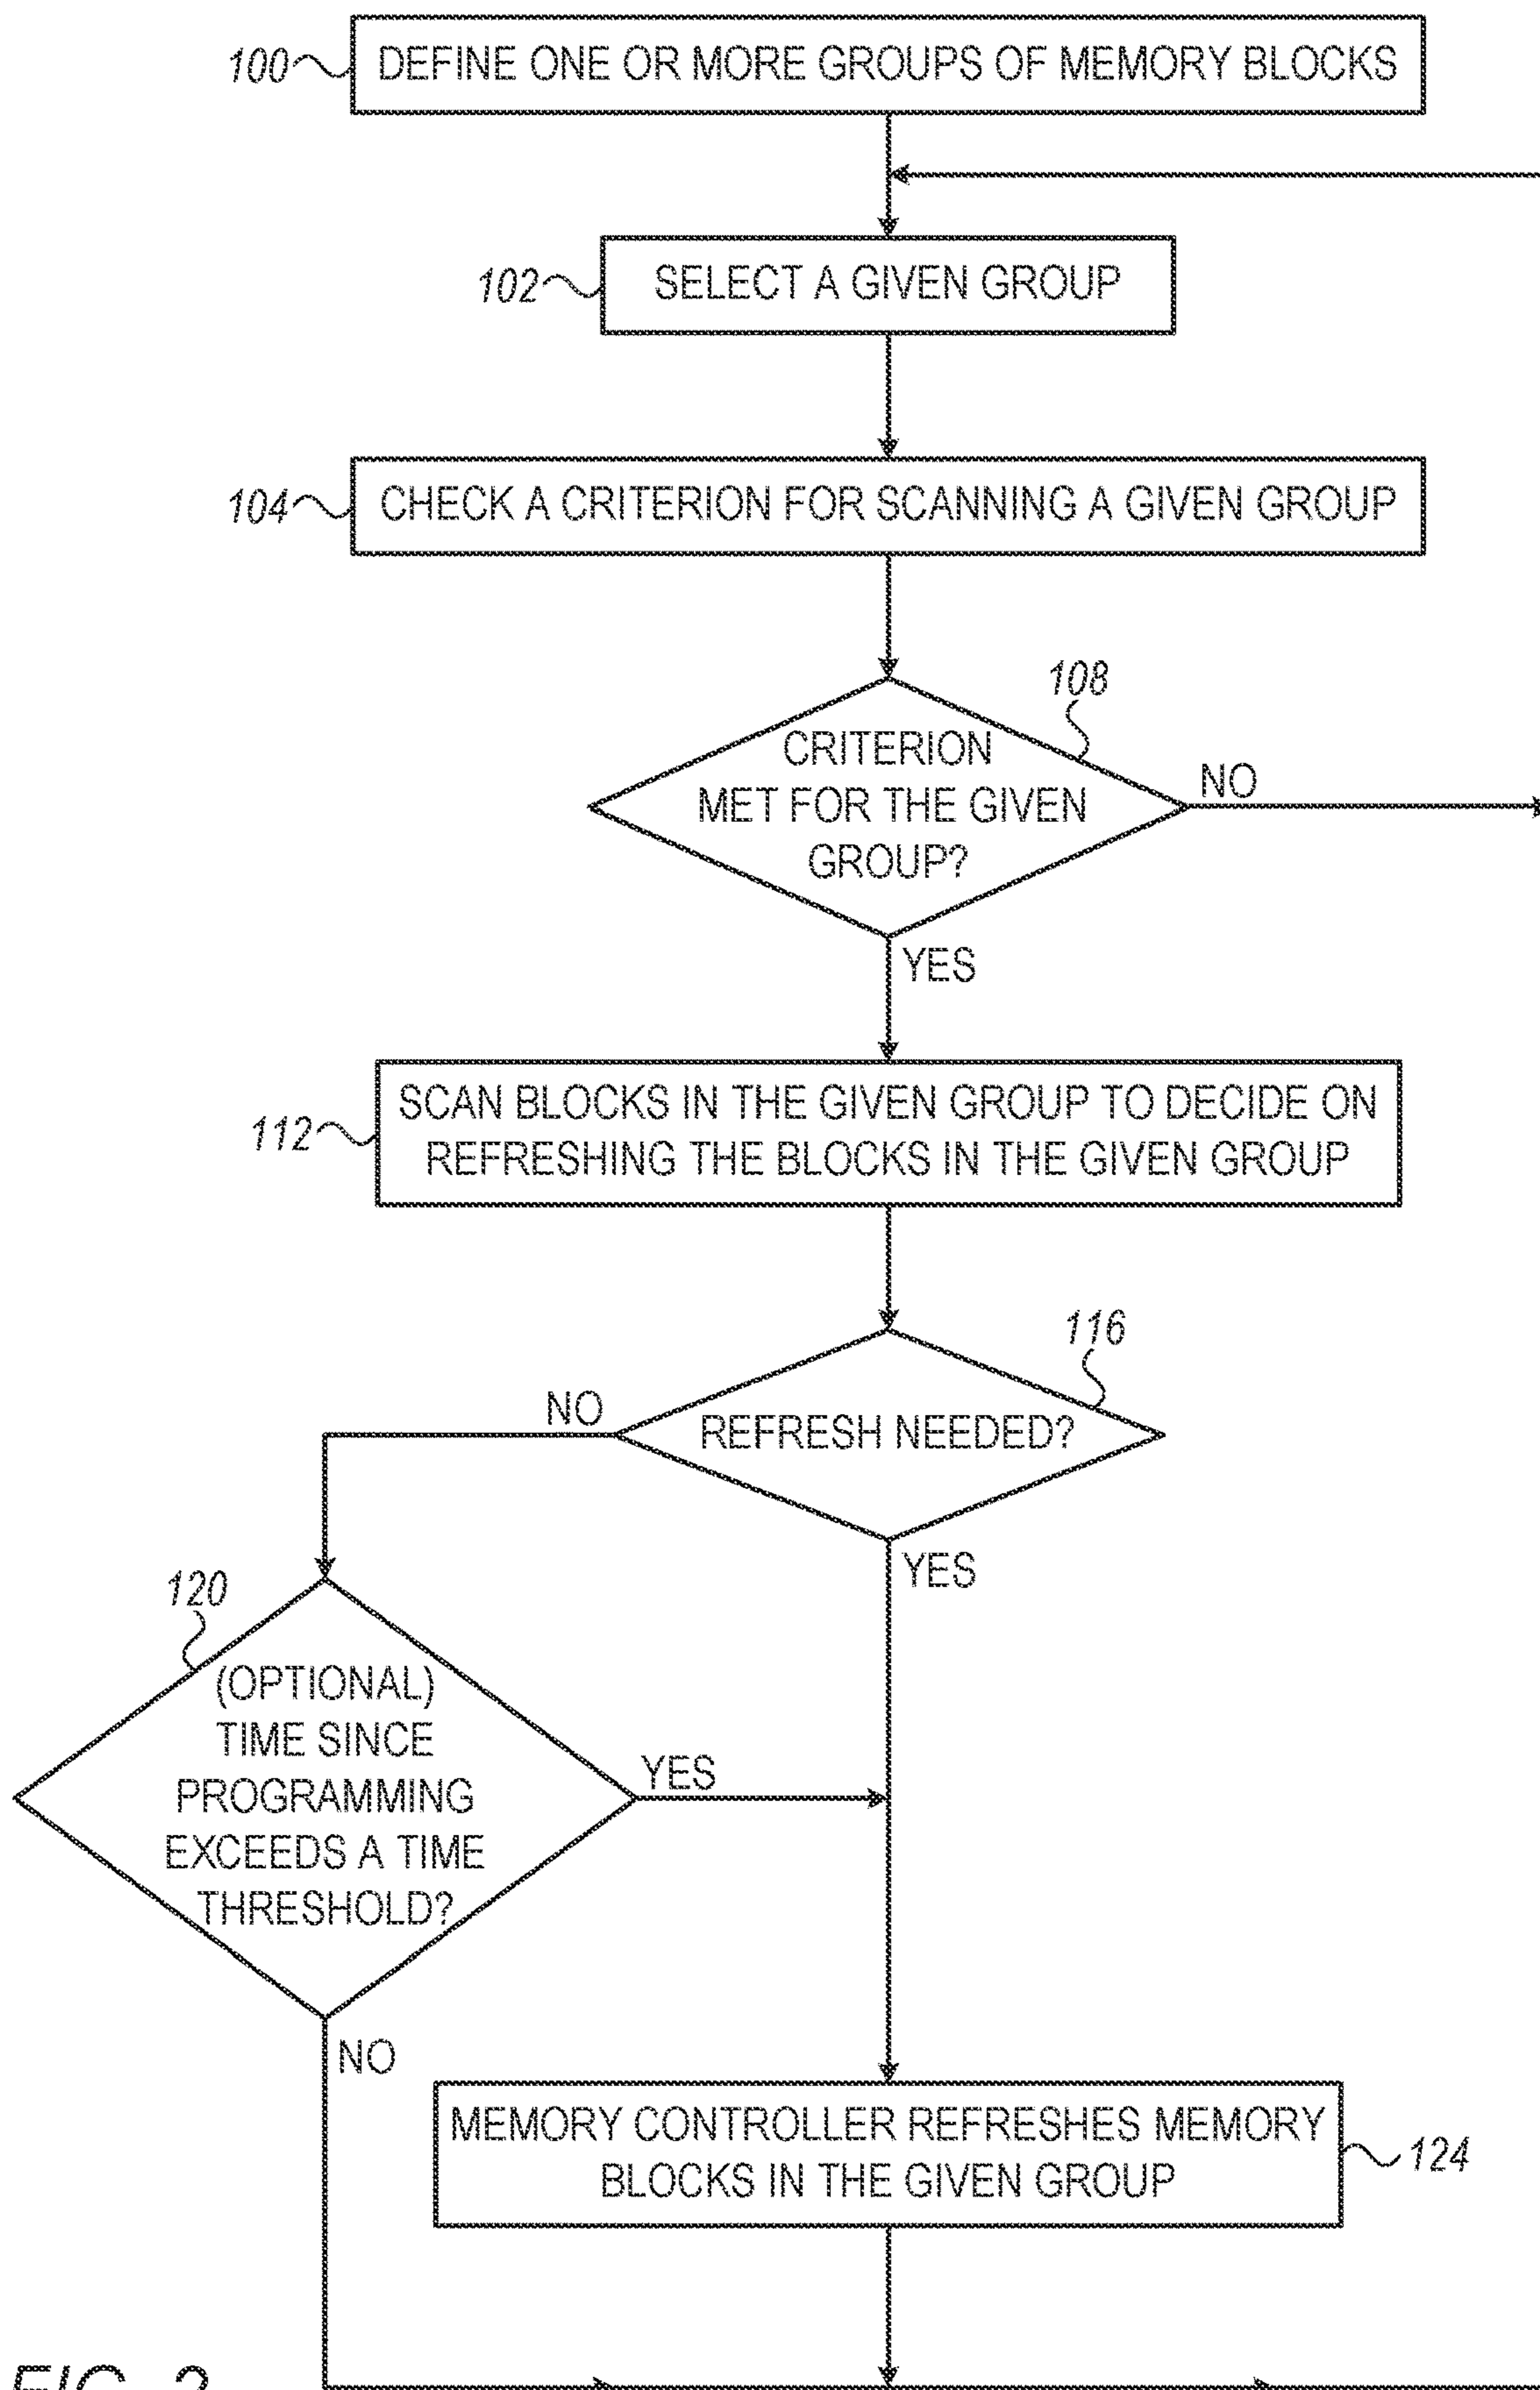 100
DEFINE ONE OR MORE GROUPS OF MEMORY BLOCKS
102
SELECT A GIVEN GROUP
104
CHECK A CRITERION FOR SCANNING A GIVEN GROUP
108
CRITERION
MET FOR THE GIVEN
GROUP?
NO
YES
112
SCAN BLOCKS IN THE GIVEN GROUP TO DECIDE ON
REFRESHING THE BLOCKS IN THE GIVEN GROUP
116
NO
REFRESH NEEDED?
YES
120
(OPTIONAL)
TIME SINCE
PROGRAMMING
EXCEEDS A TIME
THRESHOLD?
YES
NO
MEMORY CONTROLLER REFRESHES MEMORY
BLOCKS IN THE GIVEN GROUP
124
FIG.